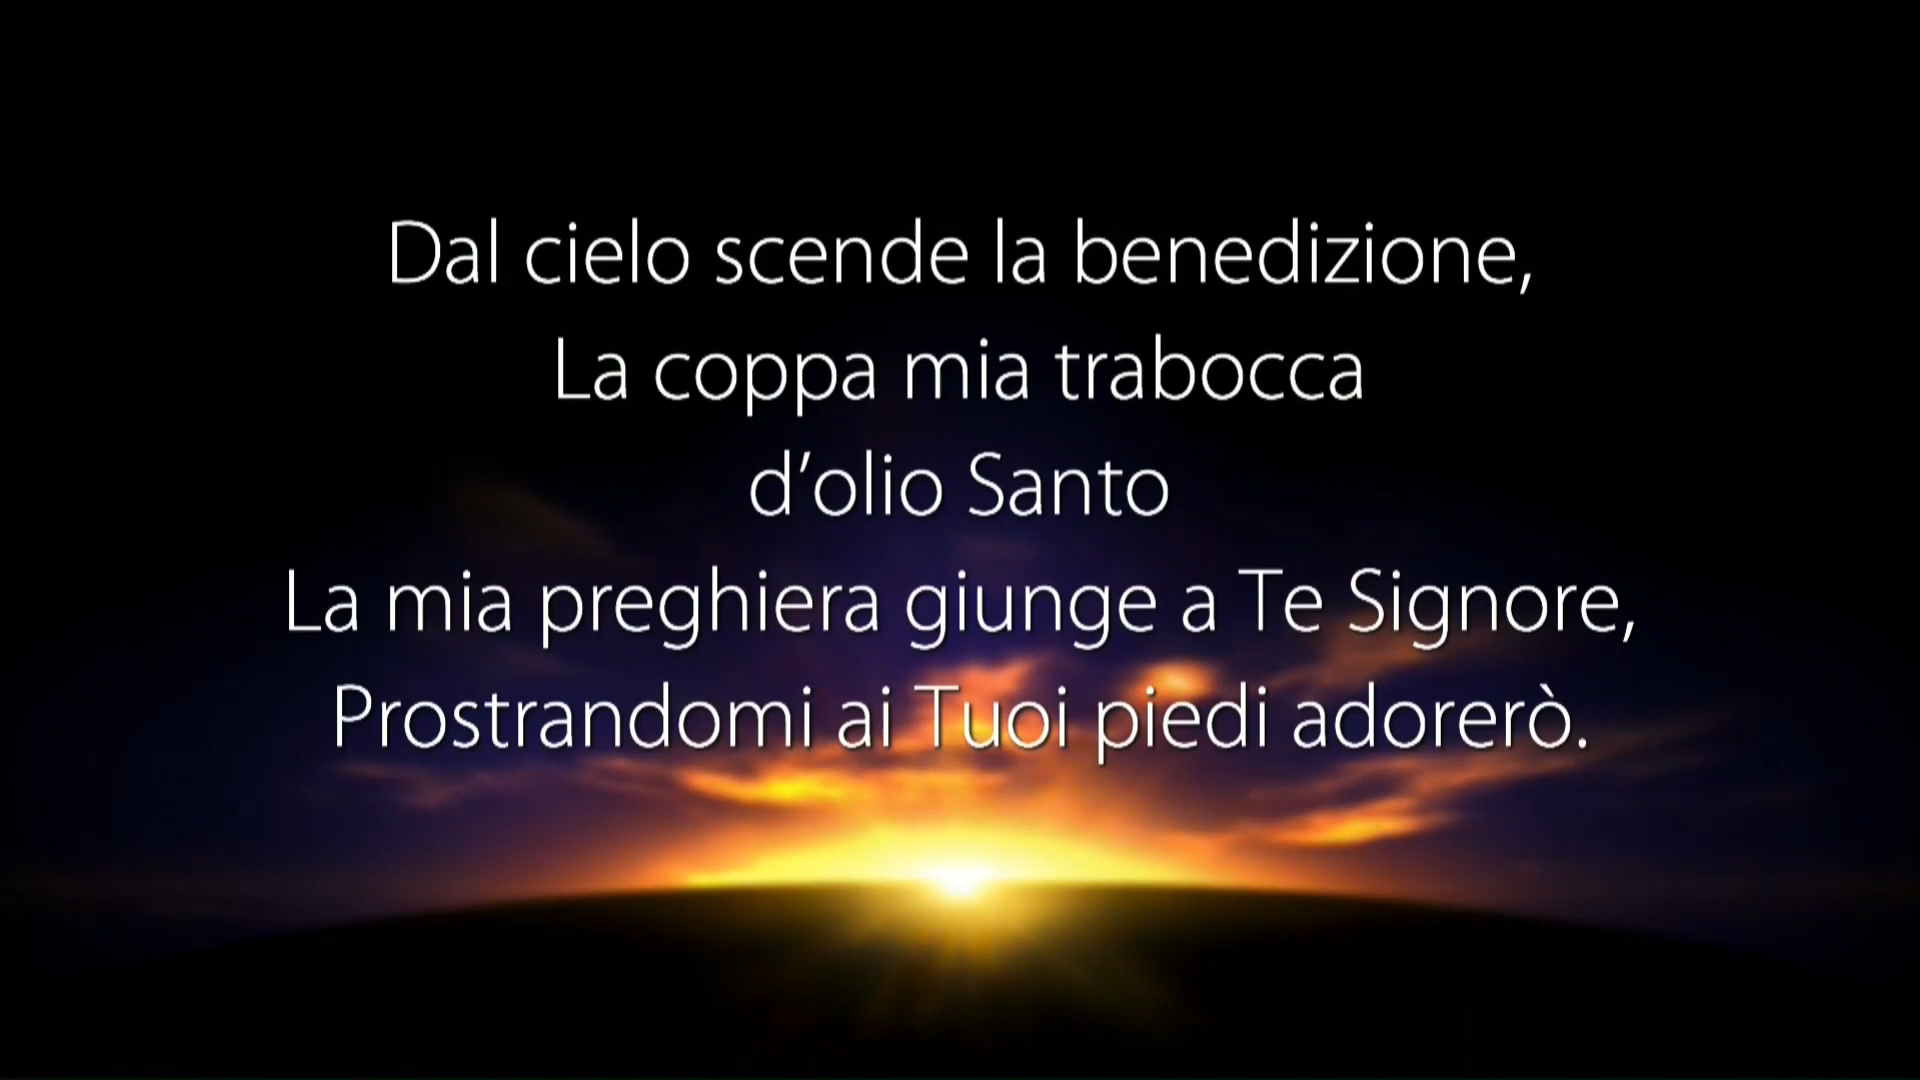 Dal cielo scende la benedizione,
La coppa mia trabocca
d’olio Santo
La mia preghiera giunge a Te Signore,
Prostrandomi ai Tuoi piedi adorerò.